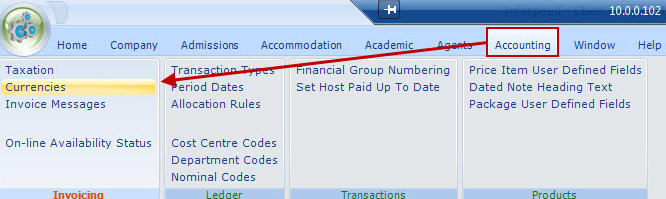 10.0.0.102
Home Company Admissions Accommodation Academic Agents Accounting Window Help
Taxation
Currencies
Invoice Messages
On-line Availability Status
Invoicing
Transaction Types
Period Dates
Allocation Rules
Cost Centre Codes
Department Codes
Nominal Codes
Ledger
Financial Group Numbering
Set Host Paid Up To Date
Transactions
Price Item User Defined Fields
Dated Note Heading Text
Package User Defined Fields
Products